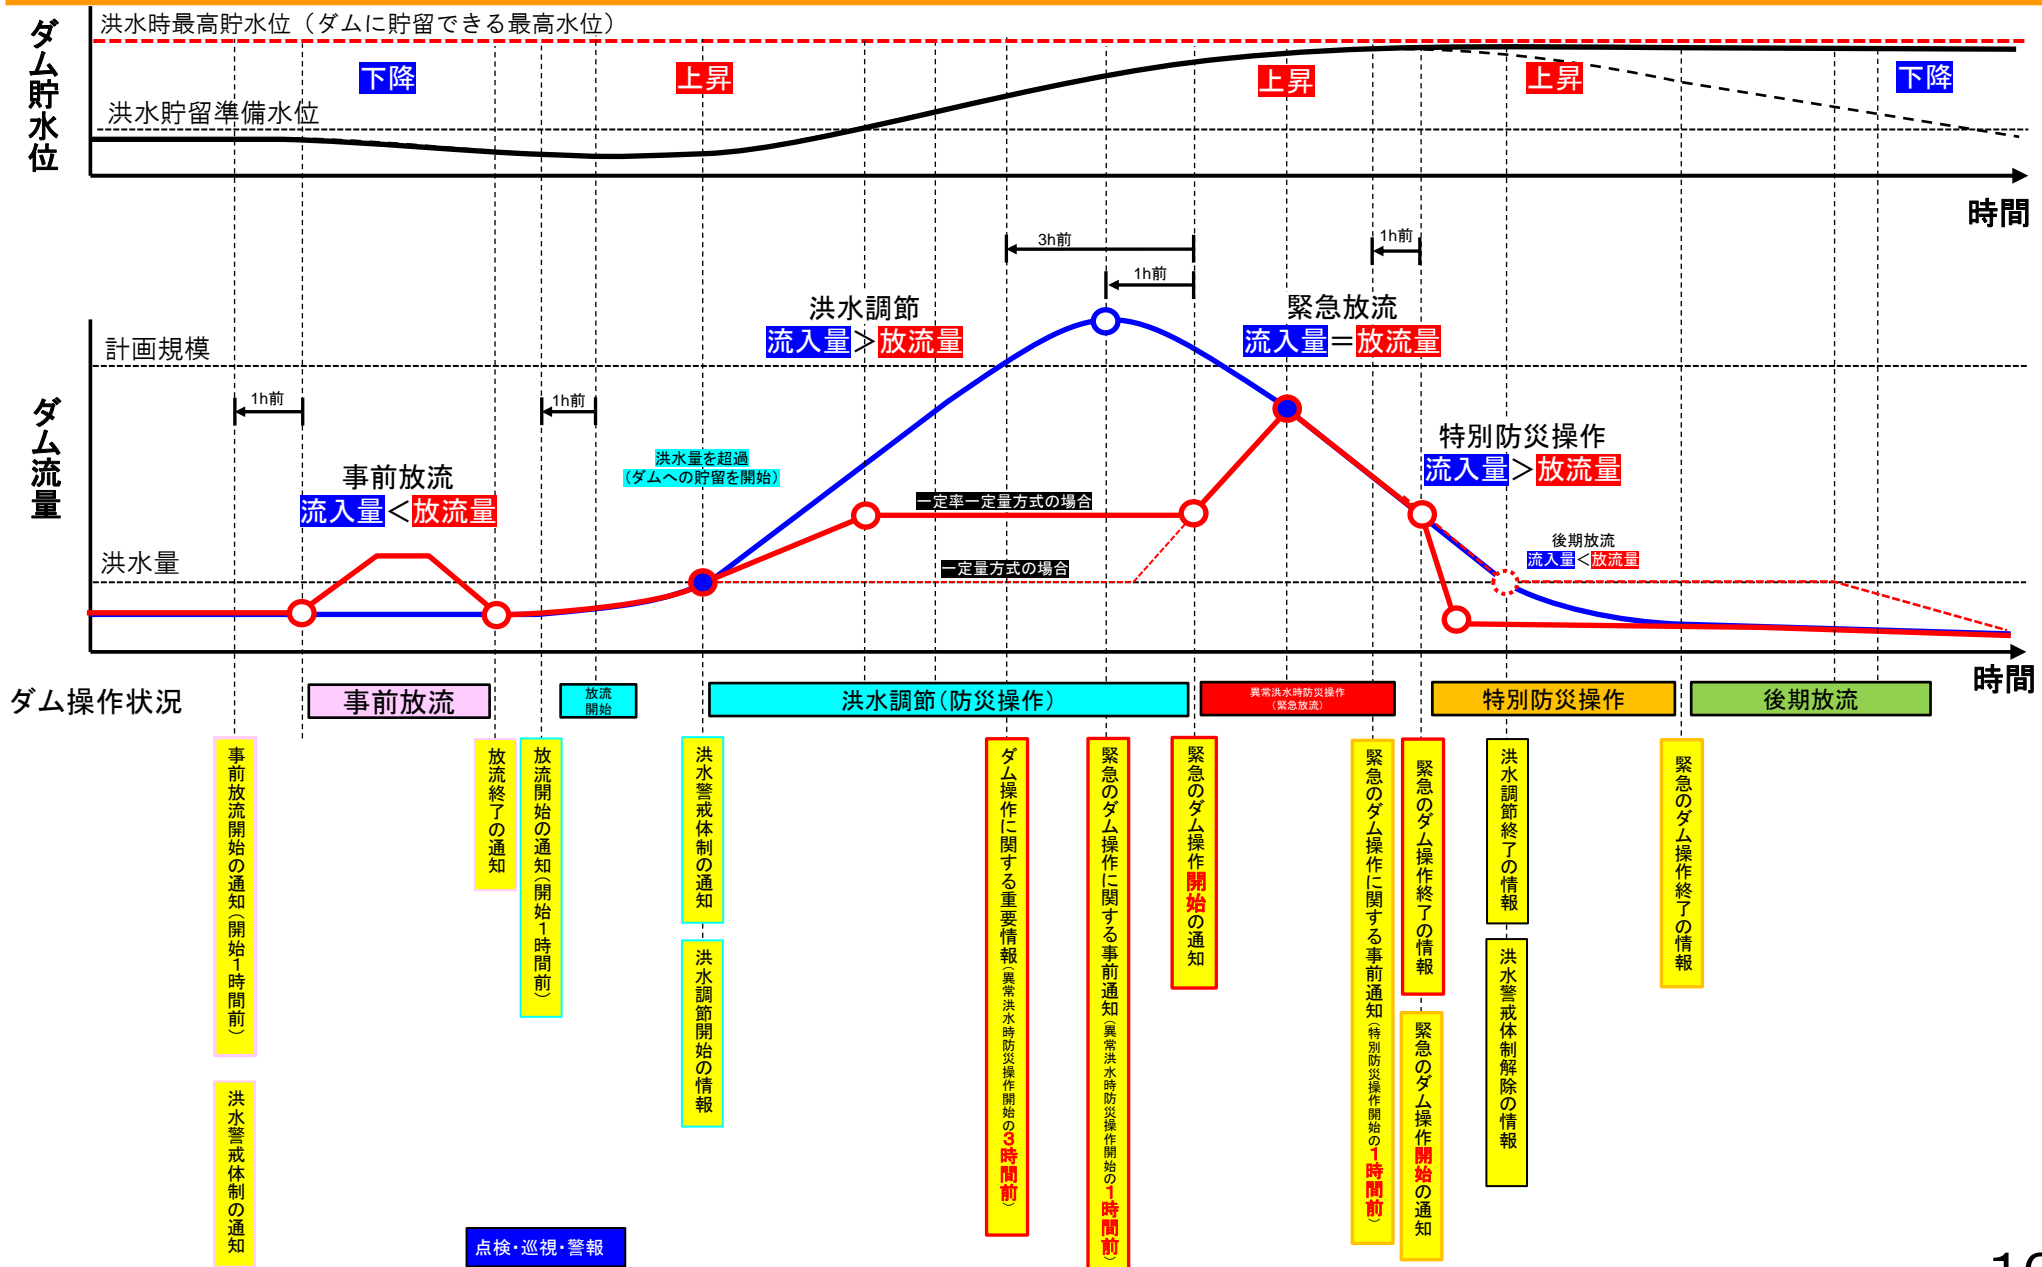 洪水時最高貯水位（ダムに貯留できる最高水位）
ダム貯水位
下降
上昇
上昇
上昇
下降
洪水貯留準備水位
時間
3h前
1h前
1h前
洪水調節
流入量＞放流量
緊急放流
流入量＝放流量
計画規模
1h前
1h前
ダム流量
特別防災操作
流入量＞放流量
洪水量を超過
（ダムへの貯留を開始）
事前放流
流入量＜放流量
一定率一定量方式の場合
後期放流
流入量＜放流量
洪水量
一定量方式の場合
時間
ダム操作状況
事前放流
放流
開始
洪水調節（防災操作）
異常洪水時防災操作
（緊急放流）
特別防災操作
後期放流
事前放流開始の通知（開始1時間前）
洪水警戒体制の通知
放流終了の通知
放流開始の通知（開始1時間前）
洪水警戒体制の通知
洪水調節開始の情報
ダム操作に関する重要情報（異常洪水時防災操作開始の3時間前）
緊急のダム操作に関する事前通知（異常洪水時防災操作開始の1時間前）
緊急のダム操作開始の通知
緊急のダム操作に関する事前通知（特別防災操作開始の1時間前）
緊急のダム操作終了の情報
緊急のダム操作開始の通知
洪水調節終了の情報
洪水警戒体制解除の情報
緊急のダム操作終了の情報
点検・巡視・警報